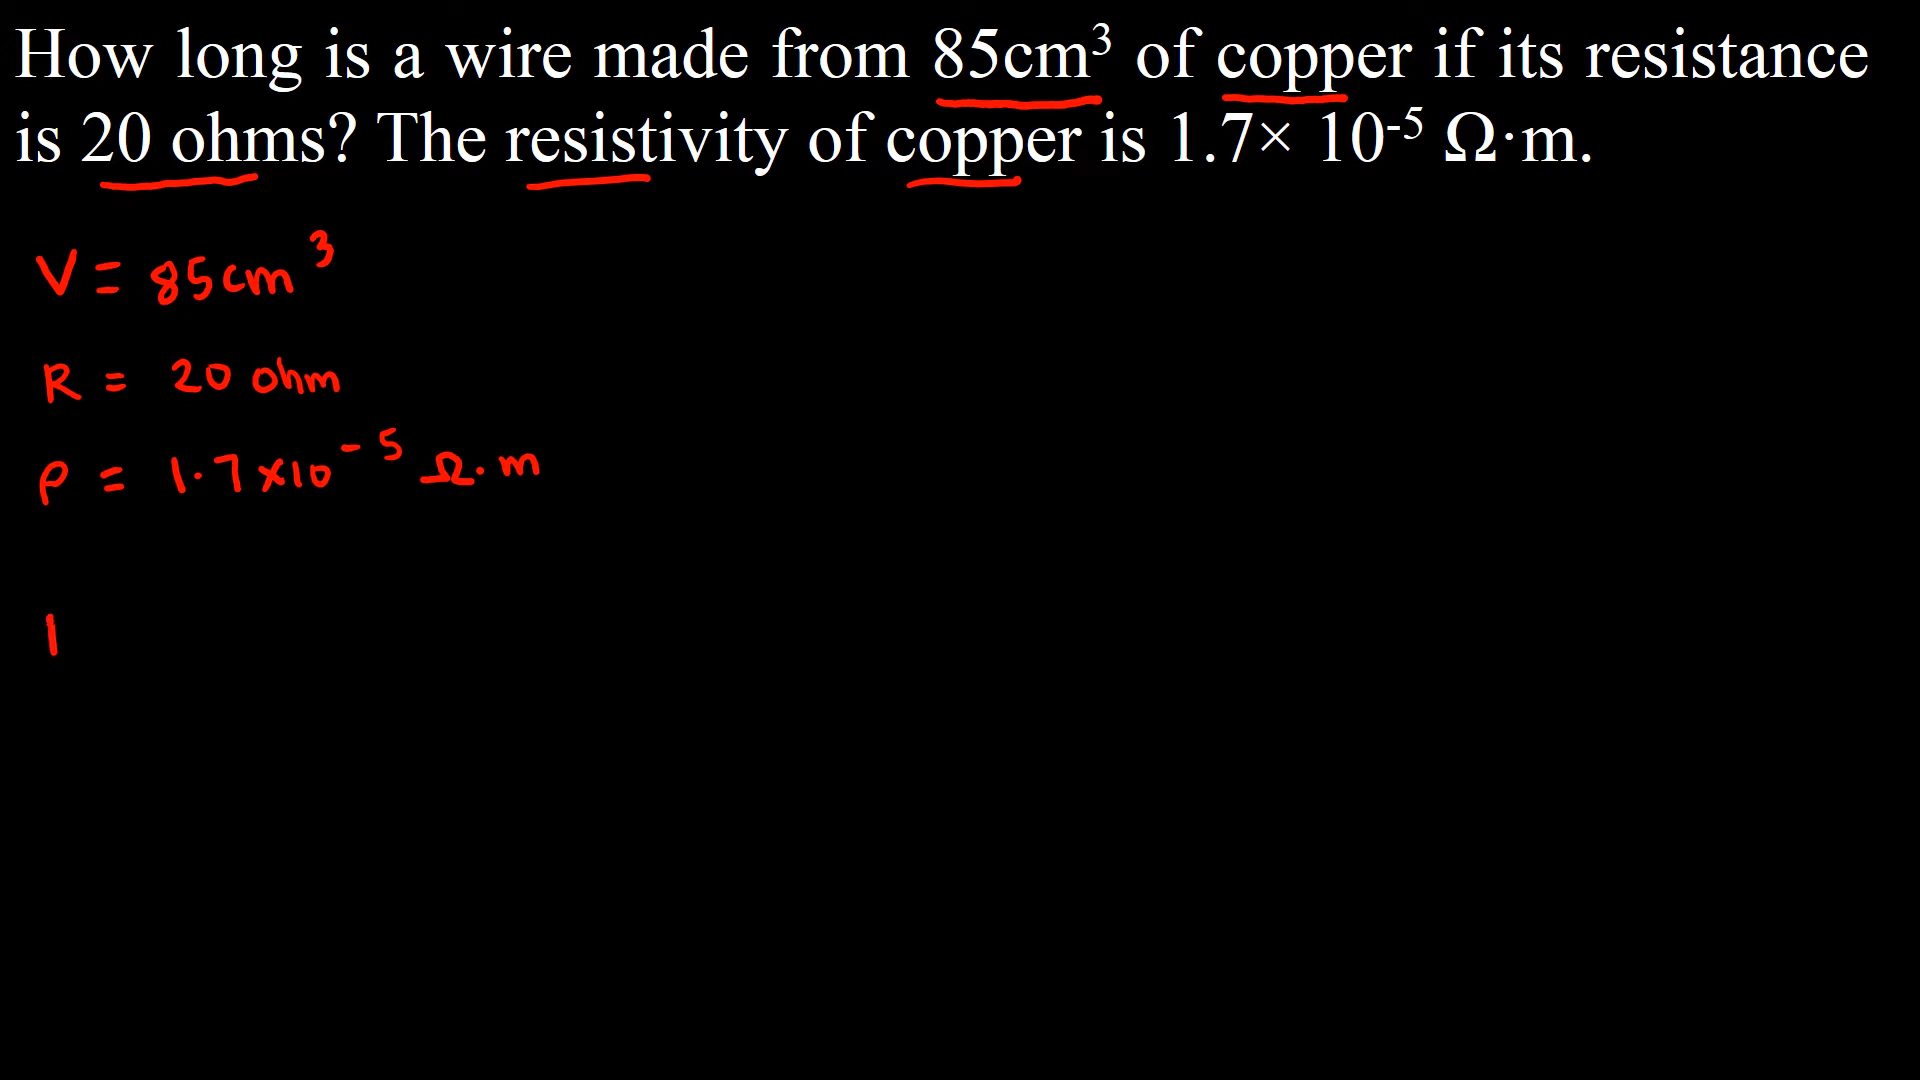 How long is a wire made from 85cm³ of copper if its resistance
is 20 ohms? The resistivity of copper is 1.7× 10⁻⁵ Ω·m.
V = 85cm³
R = 20 ohm
ρ = 1.7×10⁻⁵ Ω.m
l